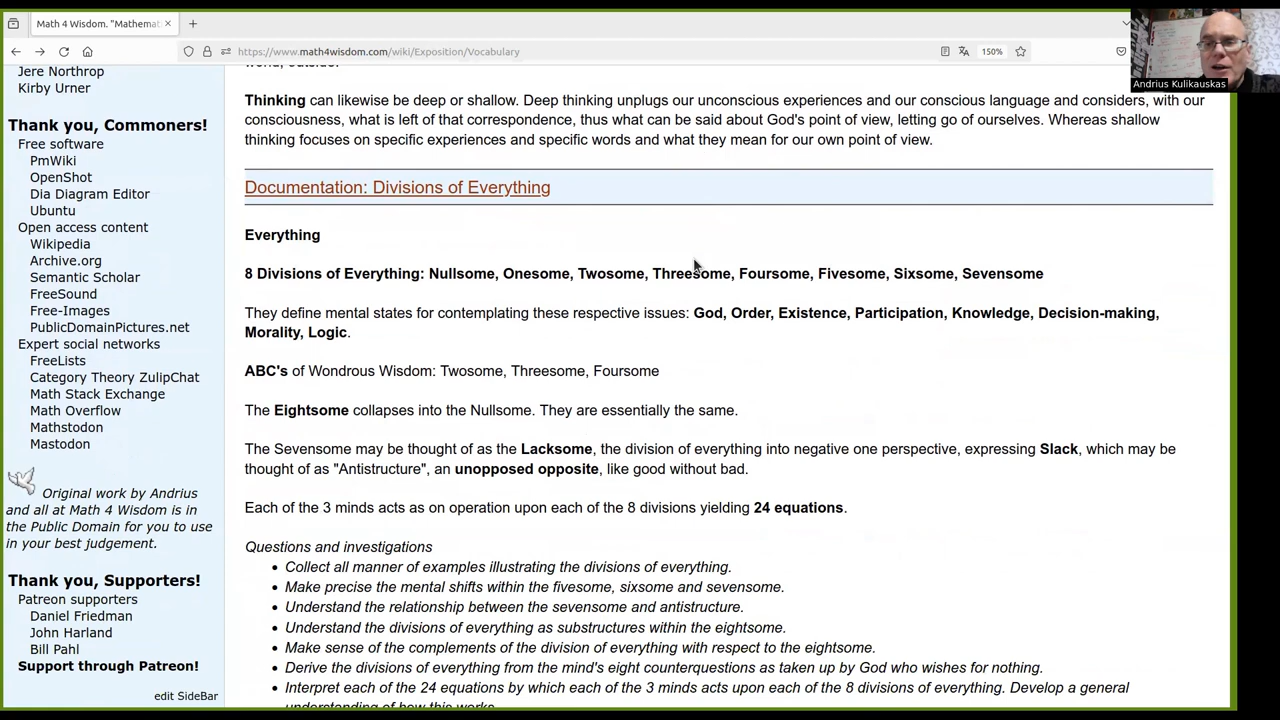 Math 4 Wisdom. "Mathemat
https://www.math4wisdom.com/wiki/Exposition/Vocabulary
150%
Andrius Kulikauskas
Jere Northrop
Kirby Urner
Thank you, Commoners!
Free software
PmWiki
OpenShot
Dia Diagram Editor
Ubuntu
Open access content
Wikipedia
Archive.org
Semantic Scholar
FreeSound
Free-Images
PublicDomainPictures.net
Expert social networks
FreeLists
Category Theory ZulipChat
Math Stack Exchange
Math Overflow
Mathstodon
Mastodon
Original work by Andrius
and all at Math 4 Wisdom is in
the Public Domain for you to use
in your best judgement.
Thank you, Supporters!
Patreon supporters
Daniel Friedman
John Harland
Bill Pahl
Support through Patreon!
edit SideBar
world, outside.
Thinking can likewise be deep or shallow. Deep thinking unplugs our unconscious experiences and our conscious language and considers, with our
consciousness, what is left of that correspondence, thus what can be said about God's point of view, letting go of ourselves. Whereas shallow
thinking focuses on specific experiences and specific words and what they mean for our own point of view.
Documentation: Divisions of Everything
Everything
8 Divisions of Everything: Nullsome, Onesome, Twosome, Threesome, Foursome, Fivesome, Sixsome, Sevensome
They define mental states for contemplating these respective issues: God, Order, Existence, Participation, Knowledge, Decision-making,
Morality, Logic.
ABC's of Wondrous Wisdom: Twosome, Threesome, Foursome
The Eightsome collapses into the Nullsome. They are essentially the same.
The Sevensome may be thought of as the Lacksome, the division of everything into negative one perspective, expressing Slack, which may be
thought of as "Antistructure", an unopposed opposite, like good without bad.
Each of the 3 minds acts as on operation upon each of the 8 divisions yielding 24 equations.
Questions and investigations
• Collect all manner of examples illustrating the divisions of everything.
• Make precise the mental shifts within the fivesome, sixsome and sevensome.
• Understand the relationship between the sevensome and antistructure.
• Understand the divisions of everything as substructures within the eightsome.
• Make sense of the complements of the division of everything with respect to the eightsome.
• Derive the divisions of everything from the mind's eight counterquestions as taken up by God who wishes for nothing.
• Interpret each of the 24 equations by which each of the 3 minds acts upon each of the 8 divisions of everything. Develop a general
understanding of how this works.